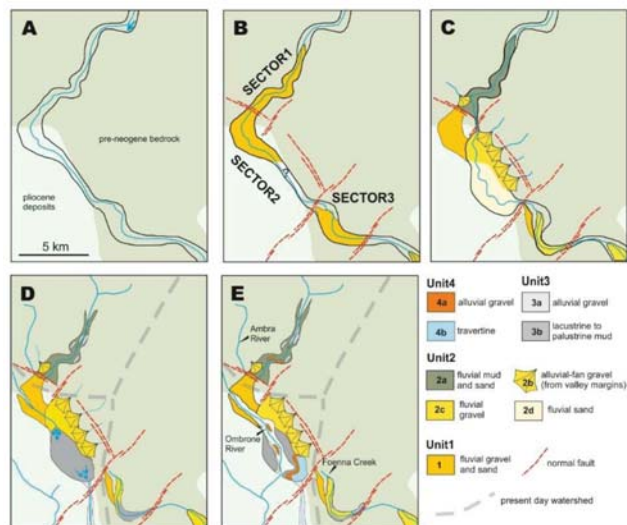 A
pre-neogene bedrock
pliocene
deposits
5 km
B
SECTOR1
SECTOR2
SECTOR3
C
D
E
Ambra
River
Ombrone
River
Foenna Creek
Unit4
4a alluvial gravel
4b travertine
Unit3
3a alluvial gravel
3b lacustrine to
palustrine mud
Unit2
2a fluvial mud
and sand
2b alluvial-fan gravel
(from valley margins)
2c fluvial
gravel
2d fluvial sand
Unit1
1 fluvial gravel
and sand
normal fault
present day watershed